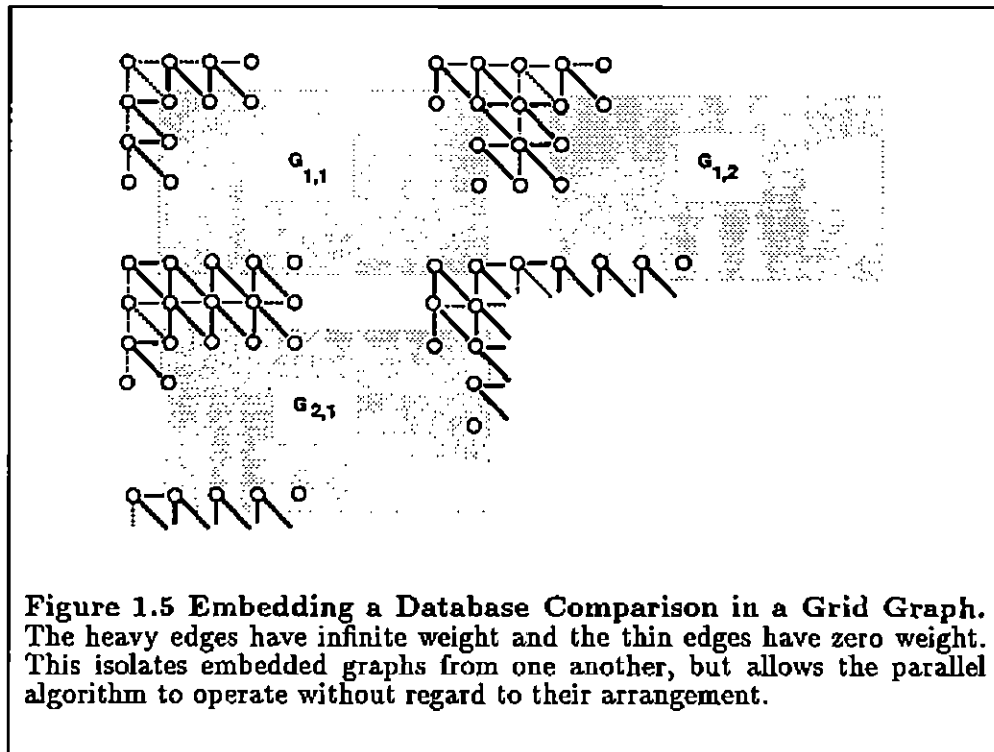 G1,1
G1,2
G2,1
Figure 1.5 Embedding a Database Comparison in a Grid Graph.
The heavy edges have infinite weight and the thin edges have zero weight.
This isolates embedded graphs from one another, but allows the parallel
algorithm to operate without regard to their arrangement.